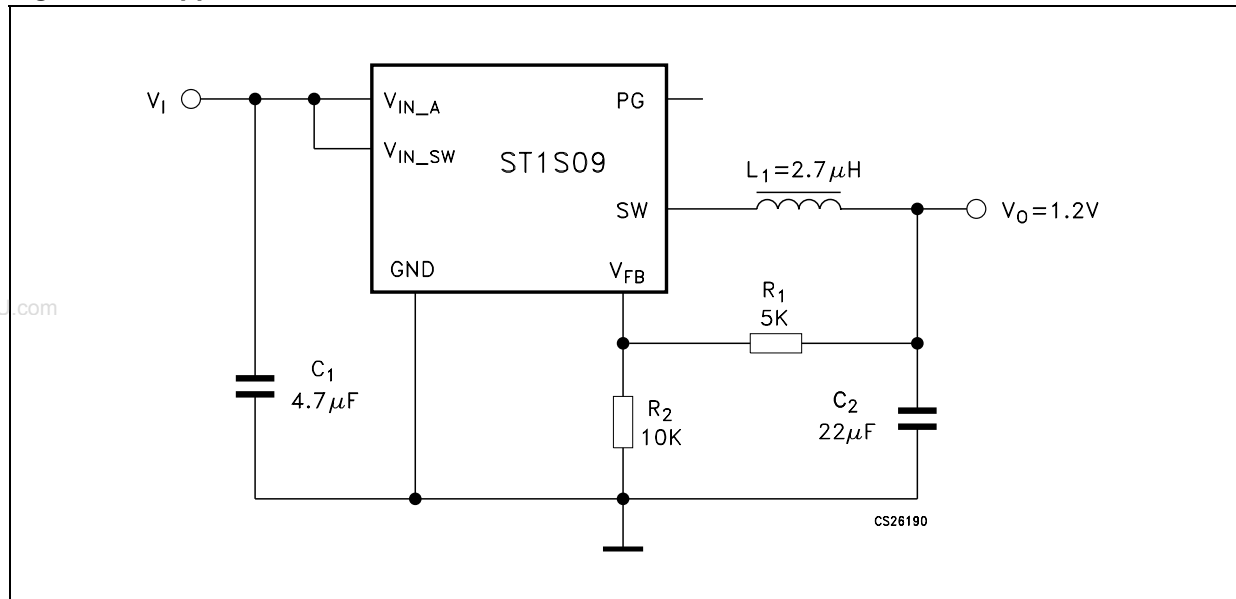 V_I
V_IN_A
V_IN_SW
ST1S09
PG
SW
GND
V_FB
L_1=2.7μH
V_O=1.2V
R_1
5K
C_1
4.7μF
R_2
10K
C_2
22μF
CS26190
J.com